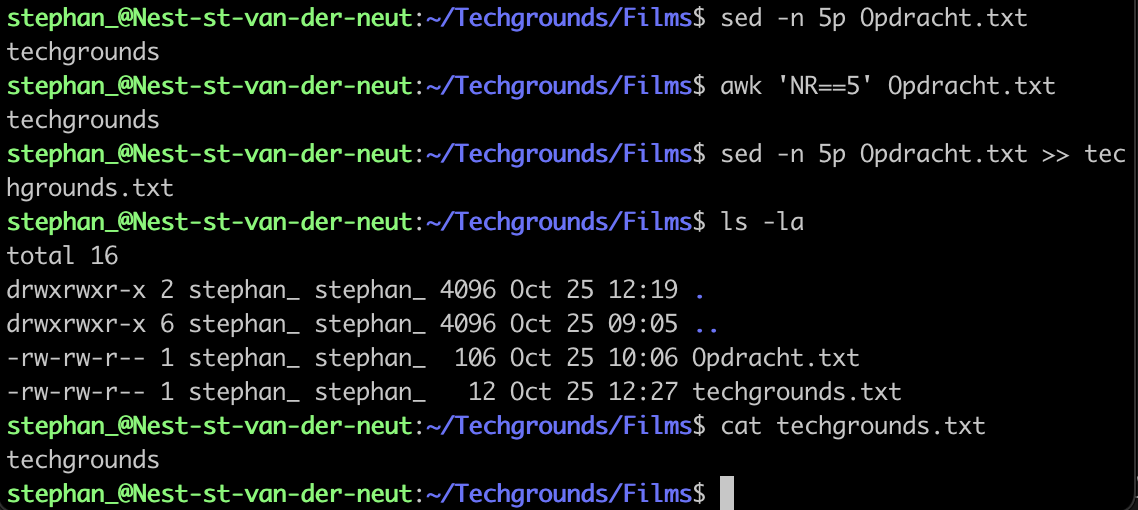 stephan_@Nest-st-van-der-neut:~/Techgrounds/Films$ sed -n 5p Opdracht.txt
techgrounds
stephan_@Nest-st-van-der-neut:~/Techgrounds/Films$ awk 'NR==5' Opdracht.txt
techgrounds
stephan_@Nest-st-van-der-neut:~/Techgrounds/Films$ sed -n 5p Opdracht.txt >> tec
hgrounds.txt
stephan_@Nest-st-van-der-neut:~/Techgrounds/Films$ ls -la
total 16
drwxrwxr-x 2 stephan_ stephan_ 4096 Oct 25 12:19 .
drwxrwxr-x 6 stephan_ stephan_ 4096 Oct 25 09:05 ..
-rw-rw-r-- 1 stephan_ stephan_  106 Oct 25 10:06 Opdracht.txt
-rw-rw-r-- 1 stephan_ stephan_   12 Oct 25 12:27 techgrounds.txt
stephan_@Nest-st-van-der-neut:~/Techgrounds/Films$ cat techgrounds.txt
techgrounds
stephan_@Nest-st-van-der-neut:~/Techgrounds/Films$